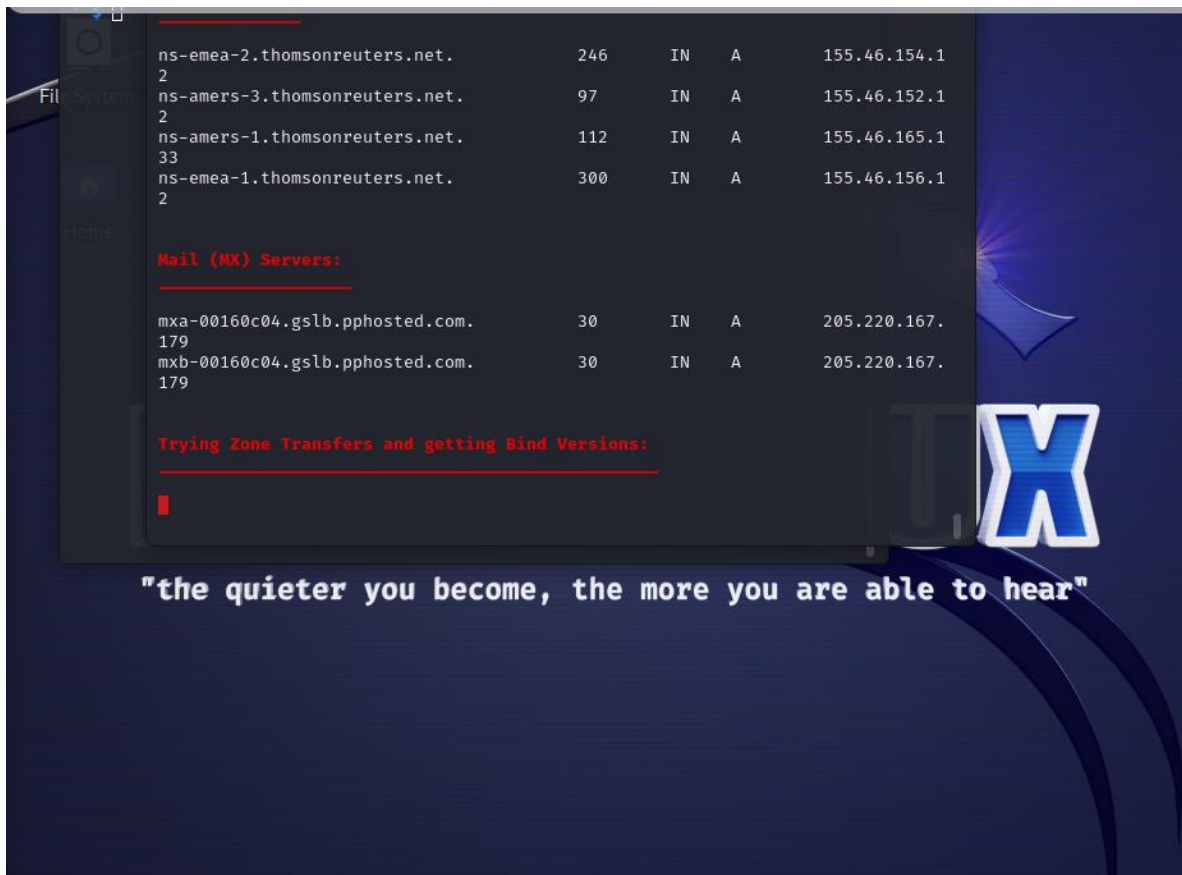 ns-emea-2.thomsonreuters.net. 246 IN A 155.46.154.1
2
File System
ns-amers-3.thomsonreuters.net. 97 IN A 155.46.152.1
2
ns-amers-1.thomsonreuters.net. 112 IN A 155.46.165.1
33
ns-emea-1.thomsonreuters.net. 300 IN A 155.46.156.1
2
Home
Mail (MX) Servers:
mxa-00160c04.gslb.pphosted.com. 30 IN A 205.220.167.
179
mxb-00160c04.gslb.pphosted.com. 30 IN A 205.220.167.
179
Trying Zone Transfers and getting Bind Versions:
"the quieter you become, the more you are able to hear"